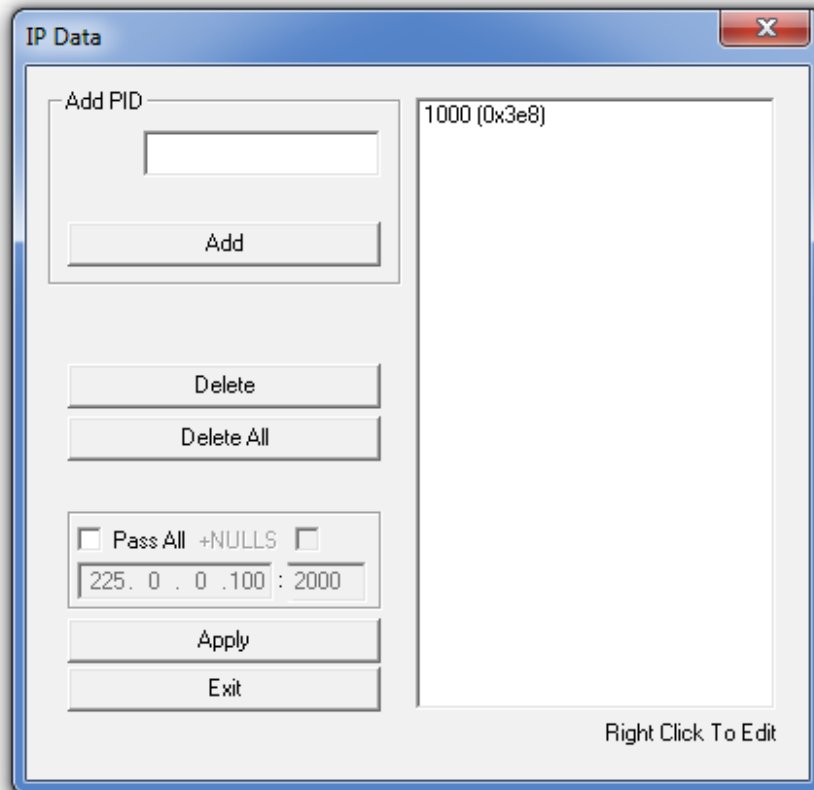 IP Data
X
Add PID
Add
Delete
Delete All
Pass All +NULLS
225. 0 . 0 .100 : 2000
Apply
Exit
1000 (0x3e8)
Right Click To Edit